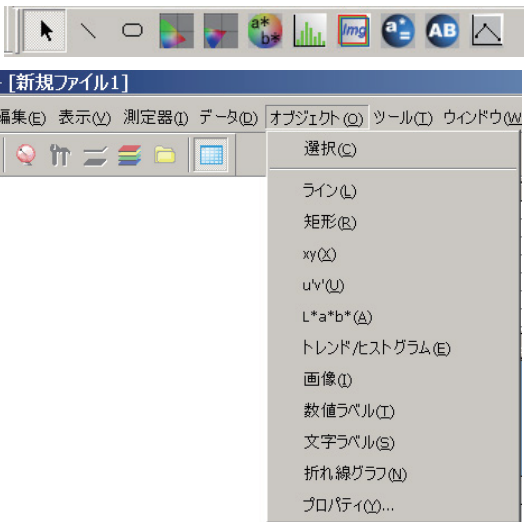 a*
b*
Img
a=
AB
- [新規ファイル1]
編集(E) 表示(V) 測定器(I) データ(D) オブジェクト(O) ツール(T) ウィンドウ(W
選択(C)
ライン(L)
矩形(R)
xy(X)
u'v'(U)
L*a*b*(A)
トレンド/ヒストグラム(E)
画像(I)
数値ラベル(T)
文字ラベル(S)
折れ線グラフ(N)
プロパティ(Y)...